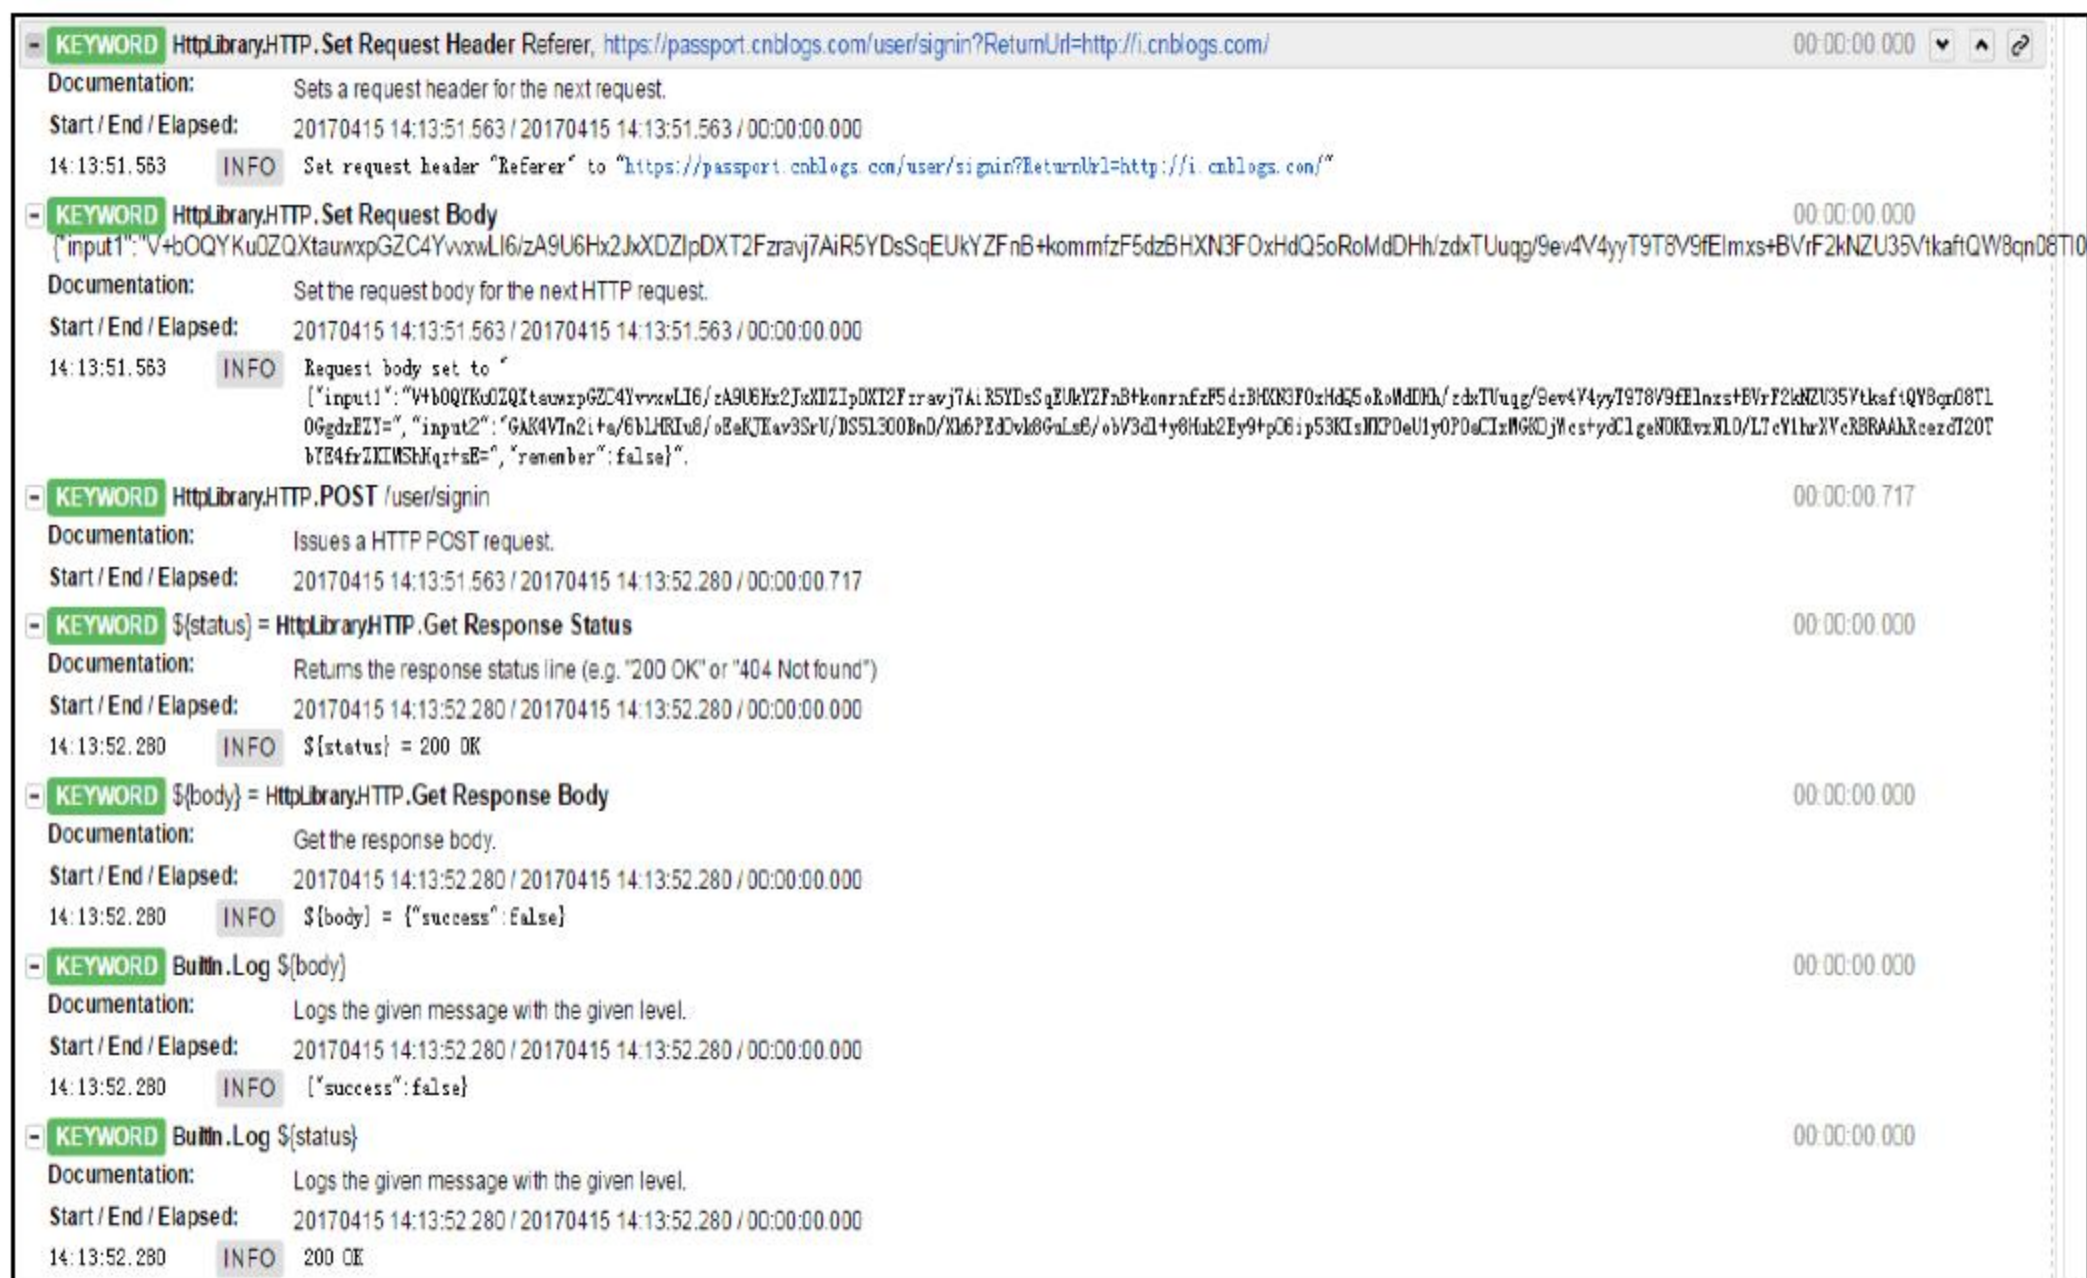 - KEYWORD HttpLibrary.HTTP.Set Request Header Referer, https://passport.cnblogs.com/user/signin?ReturnUrl=http://i.cnblogs.com/ 00:00:00.000
Documentation: Sets a request header for the next request.
Start / End / Elapsed: 20170415 14:13:51.563 / 20170415 14:13:51.563 / 00:00:00.000
14:13:51.563 INFO Set request header "Referer" to "https://passport.cnblogs.com/user/signin?ReturnUrl=http://i.cnblogs.com/"
- KEYWORD HttpLibrary.HTTP.Set Request Body 00:00:00.000
{"input1":
Documentation: Set the request body for the next HTTP request.
Start / End / Elapsed: 20170415 14:13:51.563 / 20170415 14:13:51.563 / 00:00:00.000
14:13:51.563 INFO Request body set to "
{"input1":
"input2":
"remember":false}".
- KEYWORD HttpLibrary.HTTP.POST /user/signin 00:00:00.717
Documentation: Issues a HTTP POST request.
Start / End / Elapsed: 20170415 14:13:51.563 / 20170415 14:13:52.280 / 00:00:00.717
- KEYWORD ${status} = HttpLibrary.HTTP.Get Response Status 00:00:00.000
Documentation: Returns the response status line (e.g. "200 OK" or "404 Not found")
Start / End / Elapsed: 20170415 14:13:52.280 / 20170415 14:13:52.280 / 00:00:00.000
14:13:52.280 INFO ${status} = 200 OK
- KEYWORD ${body} = HttpLibrary.HTTP.Get Response Body 00:00:00.000
Documentation: Get the response body.
Start / End / Elapsed: 20170415 14:13:52.280 / 20170415 14:13:52.280 / 00:00:00.000
14:13:52.280 INFO ${body} = {"success":false}
- KEYWORD BuiltIn.Log ${body} 00:00:00.000
Documentation: Logs the given message with the given level.
Start / End / Elapsed: 20170415 14:13:52.280 / 20170415 14:13:52.280 / 00:00:00.000
14:13:52.280 INFO {"success":false}
- KEYWORD BuiltIn.Log ${status} 00:00:00.000
Documentation: Logs the given message with the given level.
Start / End / Elapsed: 20170415 14:13:52.280 / 20170415 14:13:52.280 / 00:00:00.000
14:13:52.280 INFO 200 OK